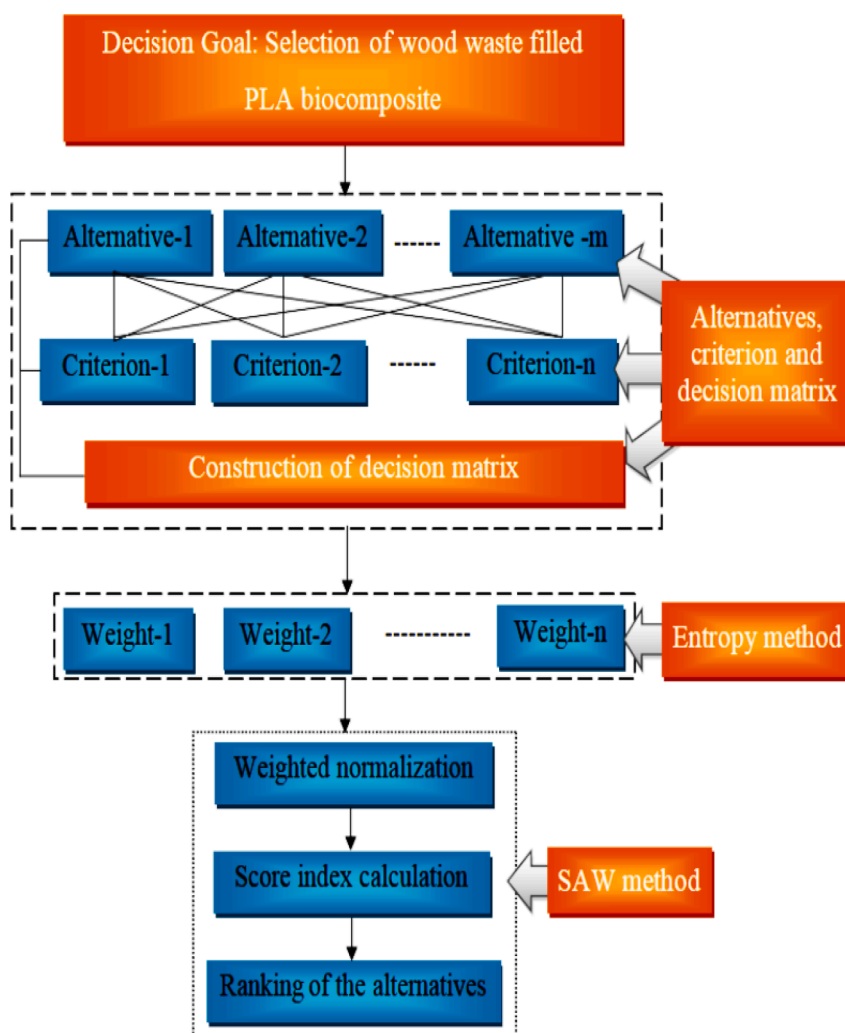 Decision Goal: Selection of wood waste filled
PLA biocomposite
Alternative-1
Alternative-2
------
Alternative -m
Criterion-1
Criterion-2
------
Criterion-n
Alternatives,
criterion and
decision matrix
Construction of decision matrix
Weight-1
Weight-2
-----------
Weight-n
Entropy method
Weighted normalization
Score index calculation
SAW method
Ranking of the alternatives